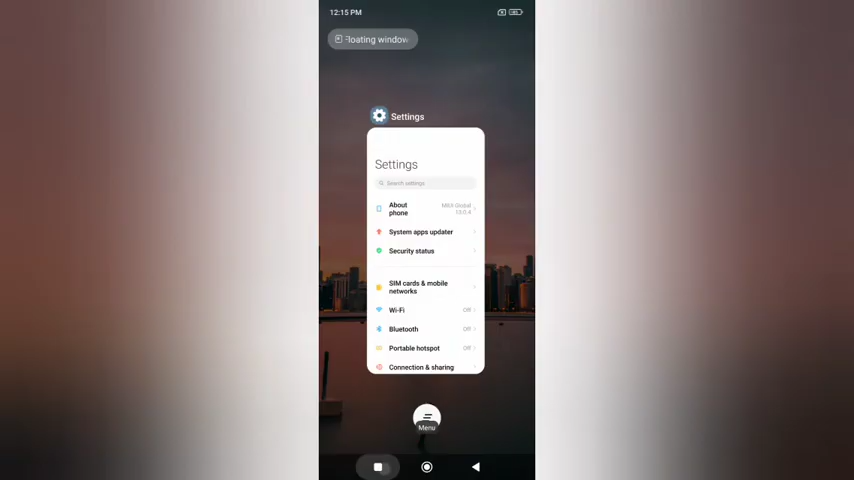 12:15 PM
Floating window
Settings
Settings
Search settings
About phone
MIUI Global 13.0.4
System apps updater
Security status
SIM cards & mobile networks
Wi-Fi
Off
Bluetooth
Off
Portable hotspot
Off
Connection & sharing
Menu